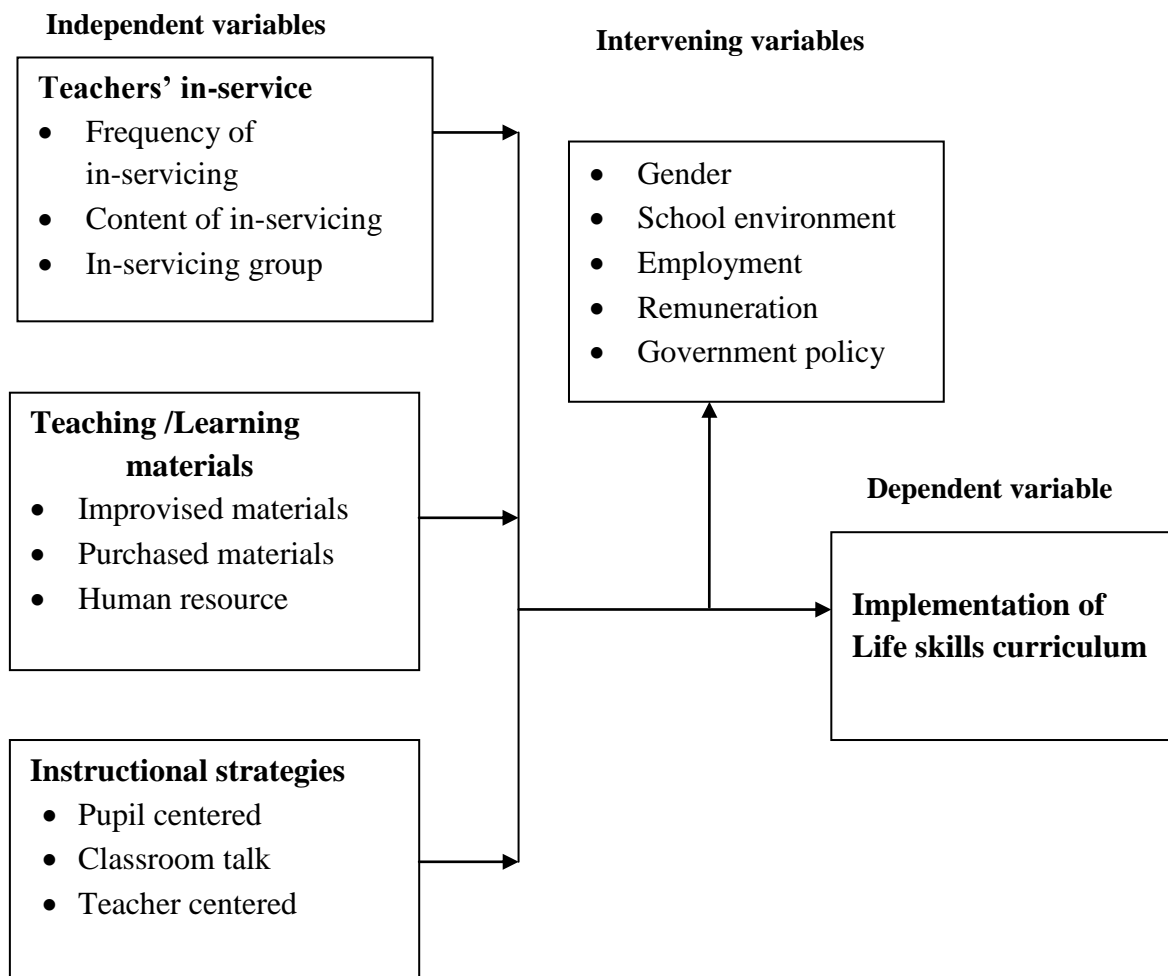 Independent variables
Teachers' in-service
• Frequency of
in-servicing
• Content of in-servicing
• In-servicing group
Teaching /Learning
materials
• Improvised materials
• Purchased materials
• Human resource
Instructional strategies
• Pupil centered
• Classroom talk
• Teacher centered
Intervening variables
• Gender
• School environment
• Employment
• Remuneration
• Government policy
Dependent variable
Implementation of
Life skills curriculum